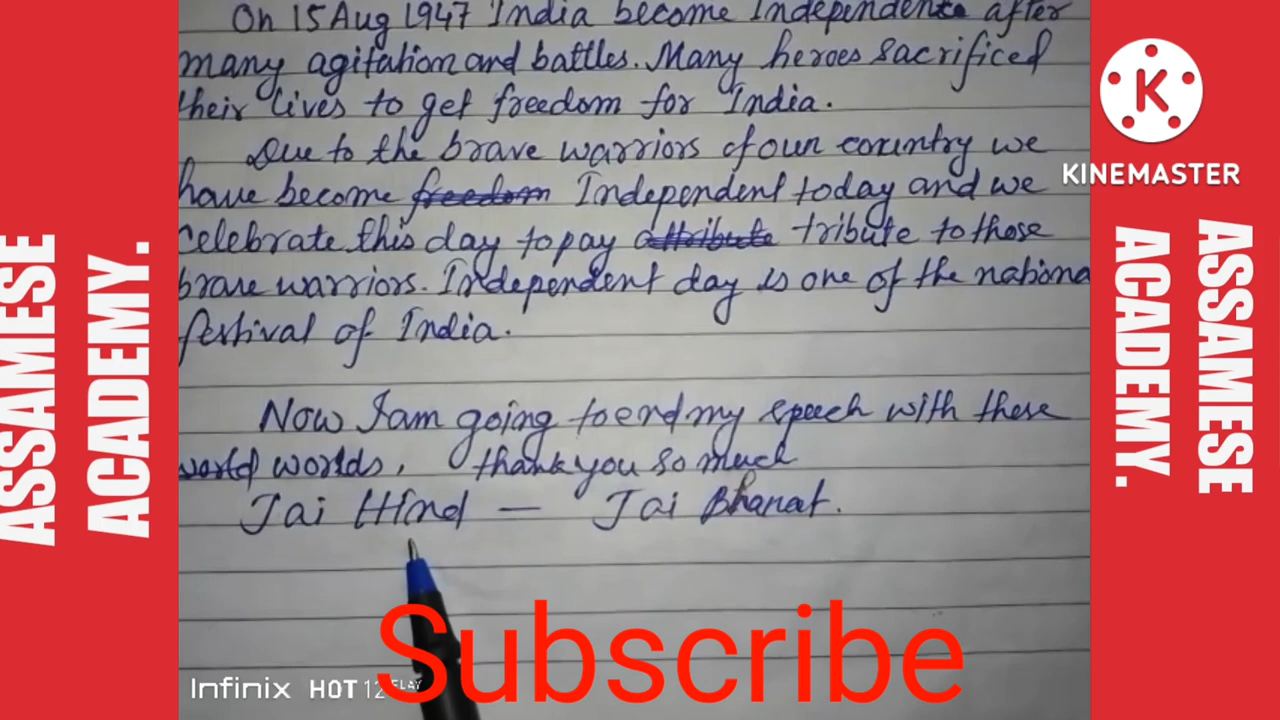 On 15 Aug 1947 India become Independence after
many agitation and battles. Many heroes sacrificed
their lives to get freedom for India.
Due to the brave warriors of our country we
have become freedom Independent today and we
celebrate this day to pay attribute tribute to those
brave warriors. Independent day is one of the nationa
festival of India.
Now I am going to end my speech with these
world worlds, thank you so much
Jai Hind — Jai Bharat.
ASSAMESE
ACADEMY.
K
KINEMASTER
ASSAMESE
ACADEMY.
Subscribe
Infinix HOT 12 PLAY